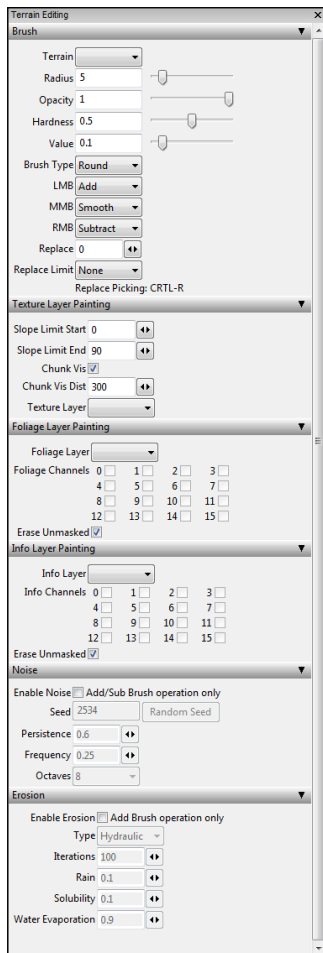 Terrain Editing
Brush
Terrain
Radius 5
Opacity 1
Hardness 0.5
Value 0.1
Brush Type Round
LMB Add
MMB Smooth
RMB Subtract
Replace 0
Replace Limit None
Replace Picking: CRTL-R
Texture Layer Painting
Slope Limit Start 0
Slope Limit End 90
Chunk Vis
Chunk Vis Dist 300
Texture Layer
Foliage Layer Painting
Foliage Layer
Foliage Channels 0 1 2 3
4 5 6 7
8 9 10 11
12 13 14 15
Erase Unmasked
Info Layer Painting
Info Layer
Info Channels 0 1 2 3
4 5 6 7
8 9 10 11
12 13 14 15
Erase Unmasked
Noise
Enable Noise Add/Sub Brush operation only
Seed 2534 Random Seed
Persistence 0.6
Frequency 0.25
Octaves 8
Erosion
Enable Erosion Add Brush operation only
Type Hydraulic
Iterations 100
Rain 0.1
Solubility 0.1
Water Evaporation 0.9